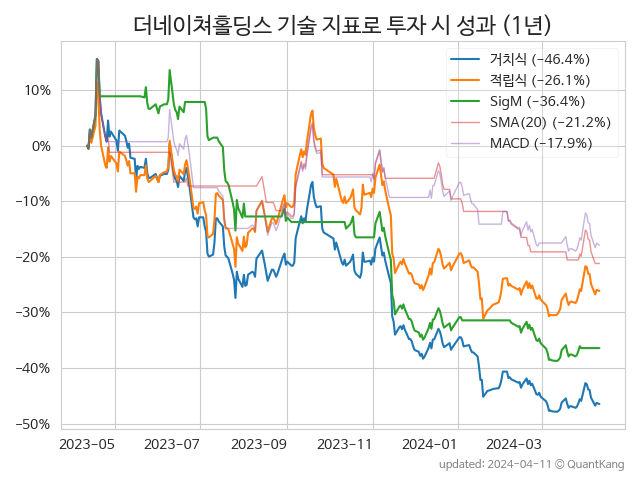 더네이쳐홀딩스 기술 지표로 투자 시 성과 (1년)
거치식 (−46.4%)
적립식 (−26.1%)
SigM (−36.4%)
SMA(20) (−21.2%)
MACD (−17.9%)
10%
0%
−10%
−20%
−30%
−40%
−50%
2023−05 2023−07 2023−09 2023−11 2024−01 2024−03
updated: 2024−04−11 © QuantKang